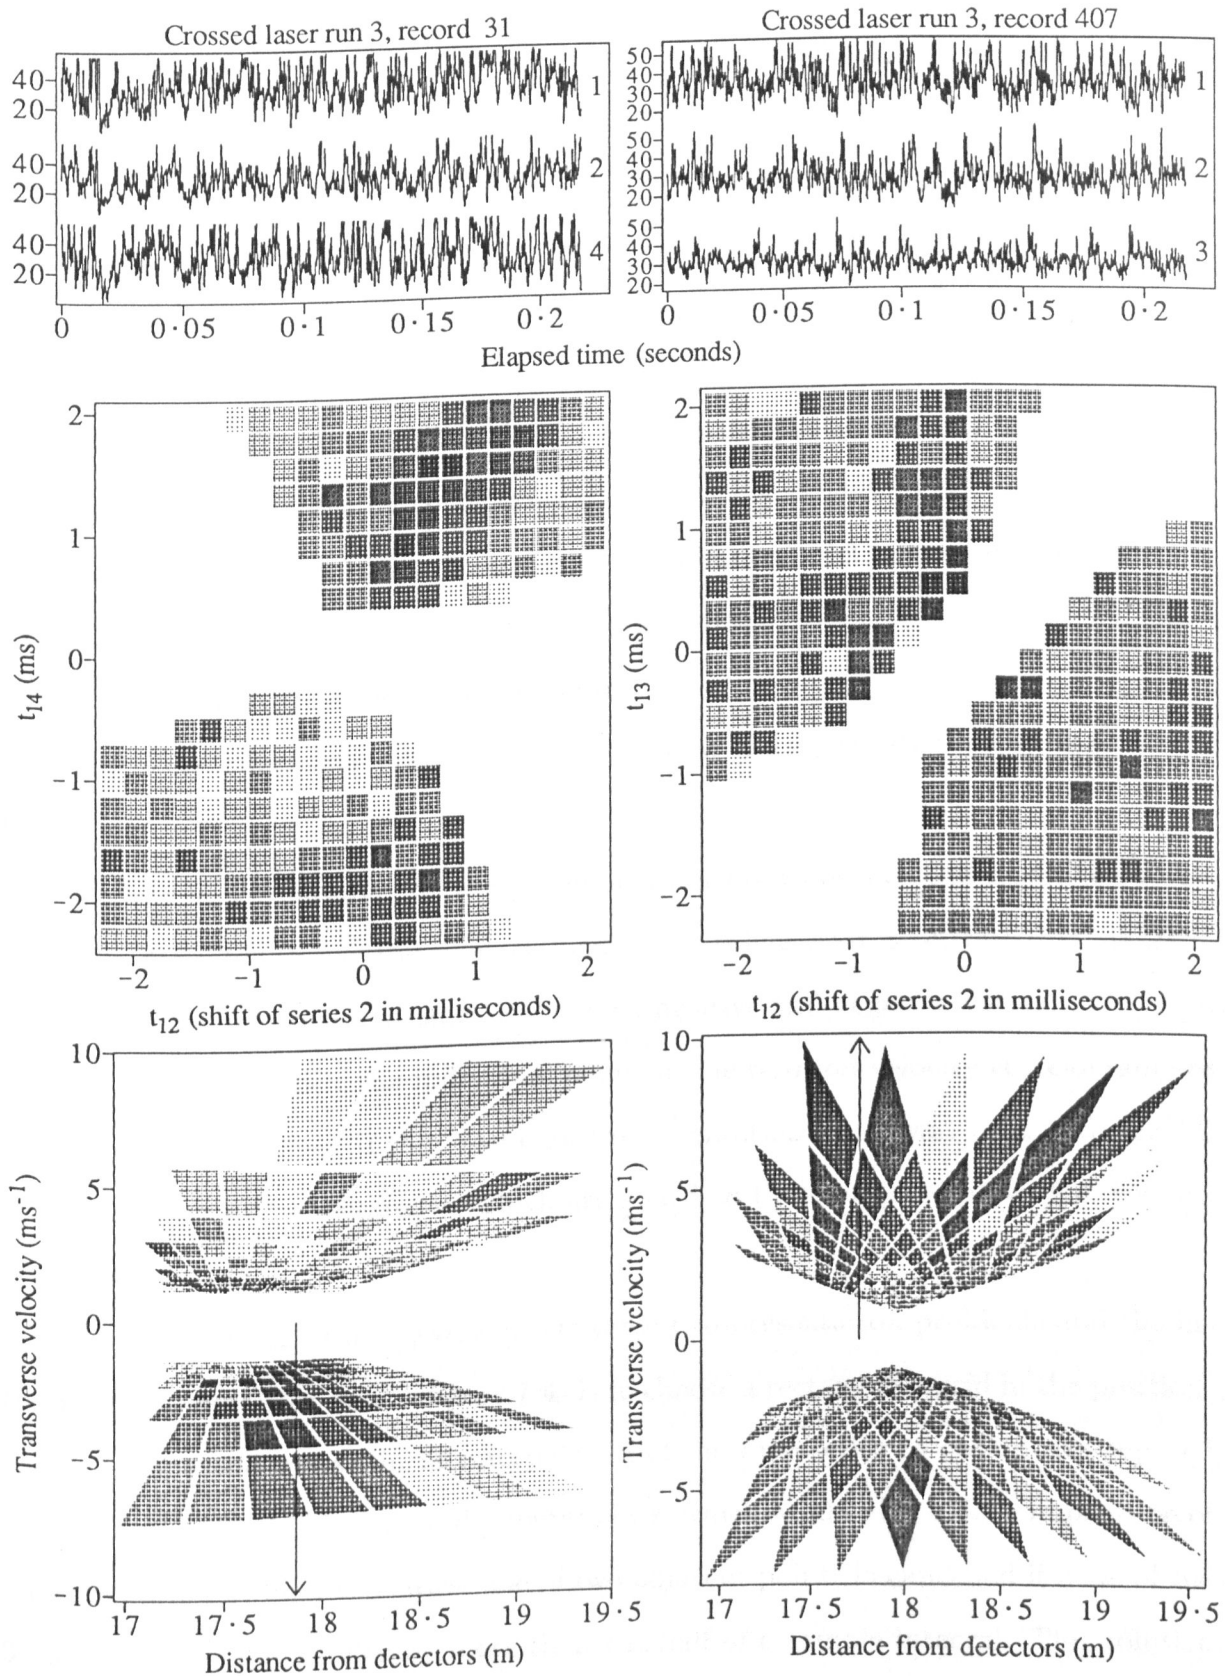 Crossed laser run 3, record 31
40
20
1
40
20
2
40
20
4
0 0·05 0·1 0·15 0·2
Crossed laser run 3, record 407
50
40
30
20
1
50
40
30
20
2
50
40
30
20
3
0 0·05 0·1 0·15 0·2
Elapsed time (seconds)
2
1
0
−1
−2
t14 (ms)
−2 −1 0 1 2
t12 (shift of series 2 in milliseconds)
2
1
0
−1
−2
t13 (ms)
−2 −1 0 1 2
t12 (shift of series 2 in milliseconds)
10
5
0
−5
−10
Transverse velocity (ms-1)
17 17·5 18 18·5 19 19·5
Distance from detectors (m)
10
5
0
−5
Transverse velocity (ms-1)
17 17·5 18 18·5 19 19·5
Distance from detectors (m)